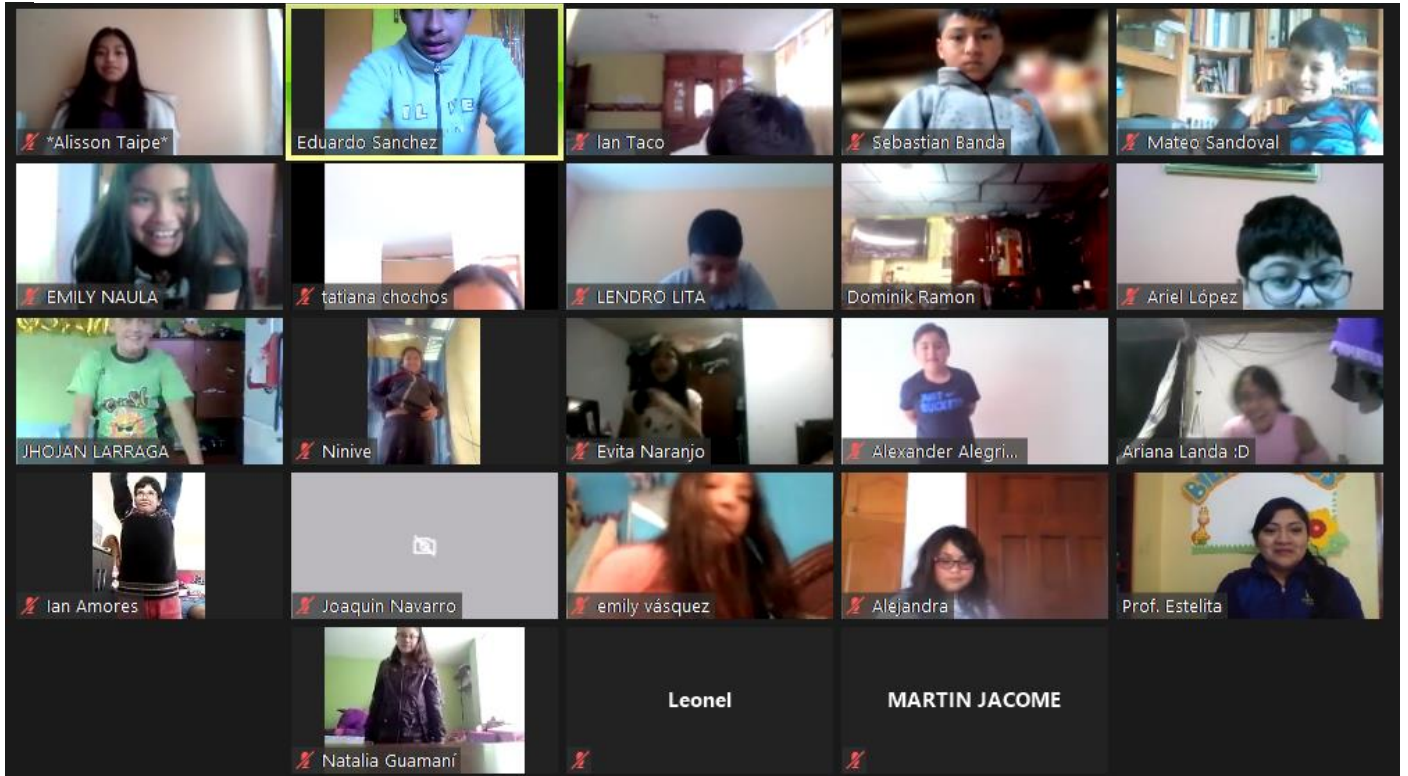 *Alisson Taipe*
Eduardo Sanchez
Ian Taco
Sebastian Banda
Mateo Sandoval
EMILY NAULA
tatiana chochos
LENDRO LITA
Dominik Ramon
Ariel López
JHOJAN LARRAGA
Ninive
Evita Naranjo
Alexander Alegri...
JUST
Ariana Landa :D
Ian Amores
Joaquin Navarro
emily vásquez
Alejandra
Prof. Estelita
Natalia Guamaní
Leonel
MARTIN JACOME